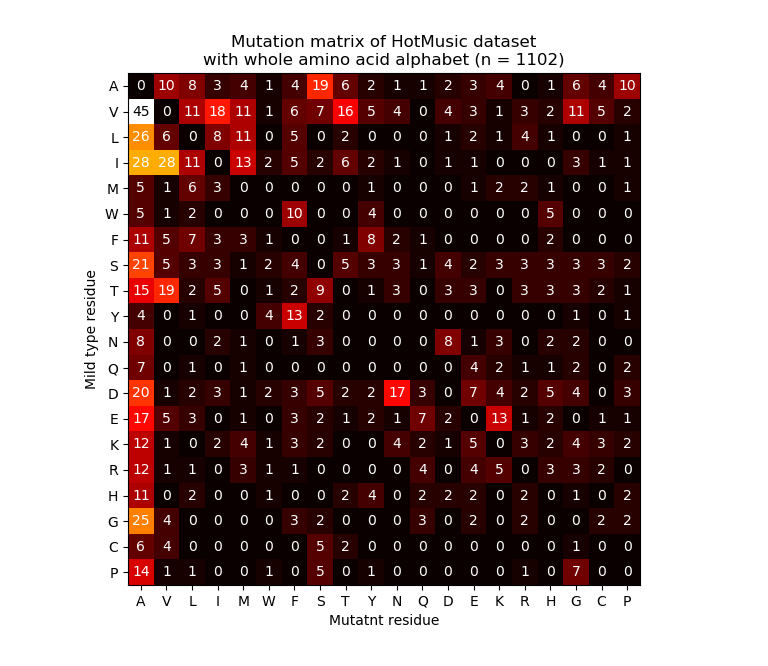 Mutation matrix of HotMusic dataset
with whole amino acid alphabet (n = 1102)
Mild type residue
A 0 10 8 3 4 1 4 19 6 2 1 1 2 3 4 0 1 6 4 10
V 45 0 11 18 11 1 6 7 16 5 4 0 4 3 1 3 2 11 5 2
L 26 6 0 8 11 0 5 0 2 0 0 0 1 2 1 4 1 0 0 1
I 28 28 11 0 13 2 5 2 6 2 1 0 1 1 0 0 0 3 1 1
M 5 1 6 3 0 0 0 0 0 1 0 0 0 1 2 2 1 0 0 1
W 5 1 2 0 0 0 10 0 0 4 0 0 0 0 0 0 5 0 0 0
F 11 5 7 3 3 1 0 0 1 8 2 1 0 0 0 0 2 0 0 0
S 21 5 3 3 1 2 4 0 5 3 3 1 4 2 3 3 3 3 3 2
T 15 19 2 5 0 1 2 9 0 1 3 0 3 3 0 3 3 3 2 1
Y 4 0 1 0 0 4 13 2 0 0 0 0 0 0 0 0 0 1 0 1
N 8 0 0 2 1 0 1 3 0 0 0 0 8 1 3 0 2 2 0 0
Q 7 0 1 0 1 0 0 0 0 0 0 0 0 4 2 1 1 2 0 2
D 20 1 2 3 1 2 3 5 2 2 17 3 0 7 4 2 5 4 0 3
E 17 5 3 0 1 0 3 2 1 2 1 7 2 0 13 1 2 0 1 1
K 12 1 0 2 4 1 3 2 0 0 4 2 1 5 0 3 2 4 3 2
R 12 1 1 0 3 1 1 0 0 0 0 4 0 4 5 0 3 3 2 0
H 11 0 2 0 0 1 0 0 2 4 0 2 2 2 0 2 0 1 0 2
G 25 4 0 0 0 0 3 2 0 0 0 3 0 2 0 2 0 0 2 2
C 6 4 0 0 0 0 0 5 2 0 0 0 0 0 0 0 0 1 0 0
P 14 1 1 0 0 1 0 5 0 1 0 0 0 0 0 1 0 7 0 0
A V L I M W F S T Y N Q D E K R H G C P
Mutatnt residue